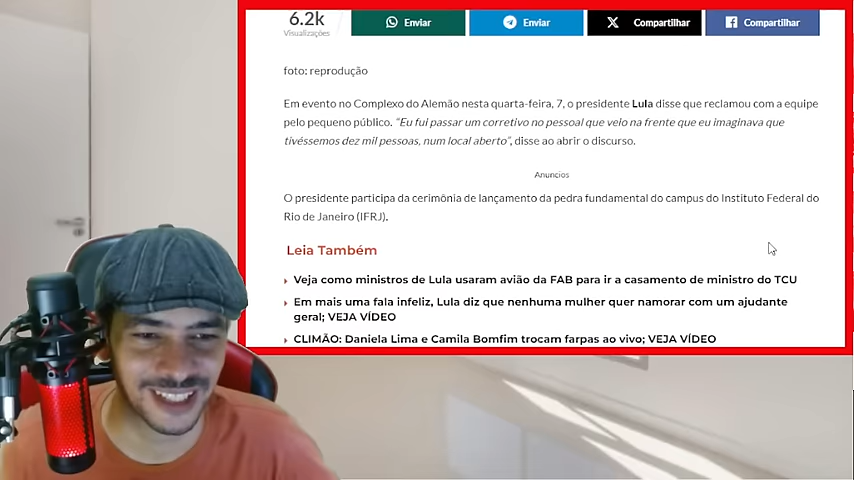 6.2k
Visualizações
Enviar
Enviar
Compartilhar
Compartilhar
foto: reprodução
Em evento no Complexo do Alemão nesta quarta-feira, 7, o presidente Lula disse que reclamou com a equipe
pelo pequeno público. “Eu fui passar um corretivo no pessoal que veio na frente que eu imaginava que
tivéssemos dez mil pessoas, num local aberto”, disse ao abrir o discurso.
Anuncios
O presidente participa da cerimônia de lançamento da pedra fundamental do campus do Instituto Federal do
Rio de Janeiro (IFRJ).
Leia Também
Veja como ministros de Lula usaram avião da FAB para ir a casamento de ministro do TCU
Em mais uma fala infeliz, Lula diz que nenhuma mulher quer namorar com um ajudante
geral; VEJA VÍDEO
CLIMÃO: Daniela Lima e Camila Bomfim trocam farpas ao vivo; VEJA VÍDEO